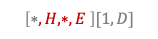 [*, H,*, E ][1, D]